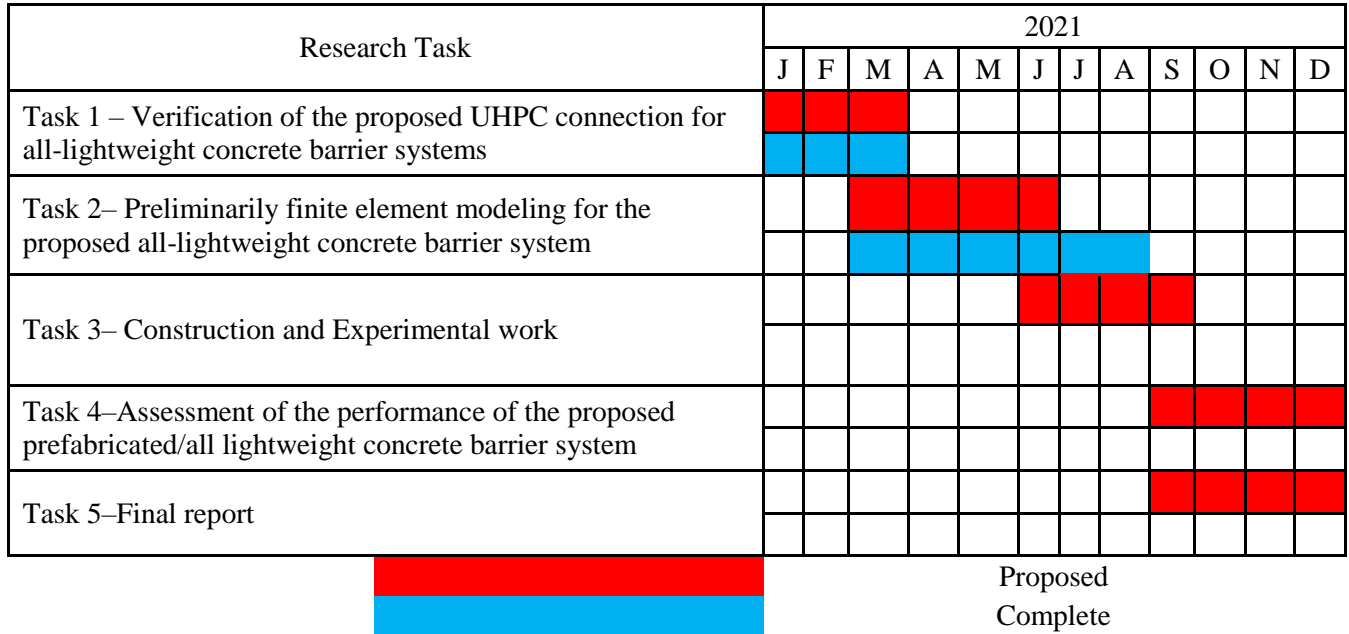 Research Task
2021
J F M A M J J A S O N D
Task 1 – Verification of the proposed UHPC connection for
all-lightweight concrete barrier systems
Task 2– Preliminarily finite element modeling for the
proposed all-lightweight concrete barrier system
Task 3– Construction and Experimental work
Task 4–Assessment of the performance of the proposed
prefabricated/all lightweight concrete barrier system
Task 5–Final report
Proposed
Complete